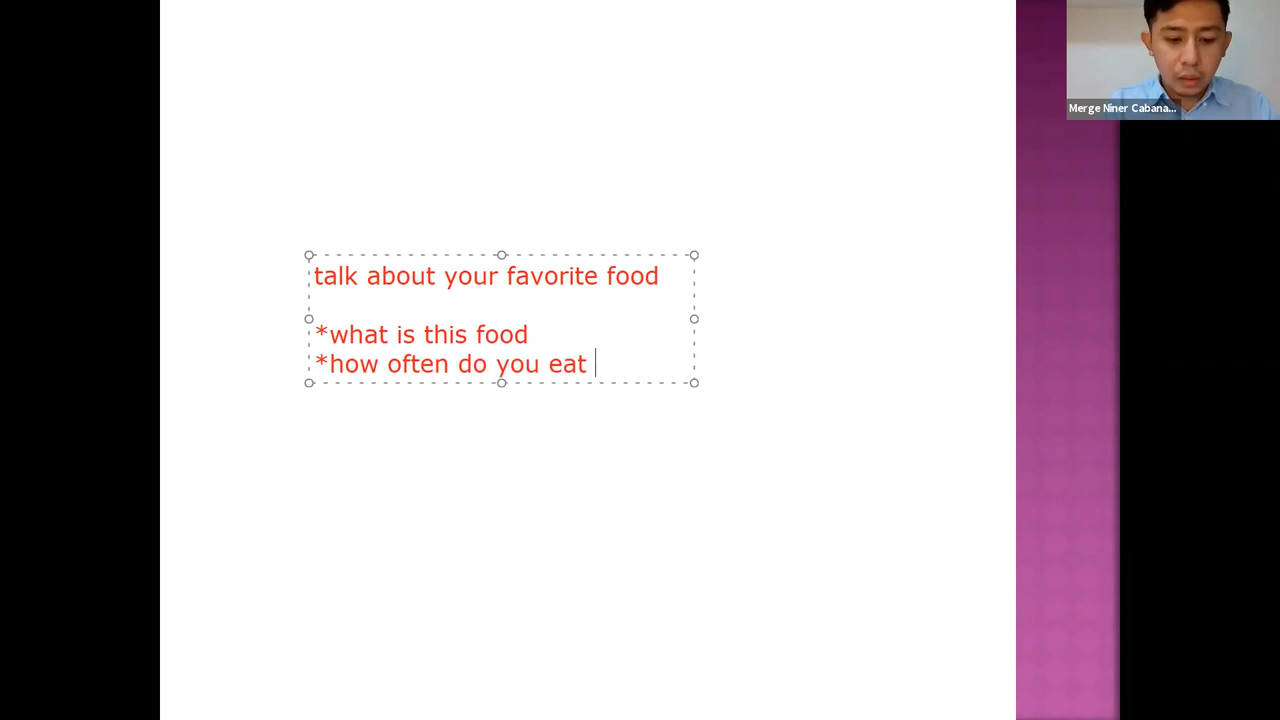 Merge Niner Cabana...
talk about your favorite food
*what is this food
*how often do you eat